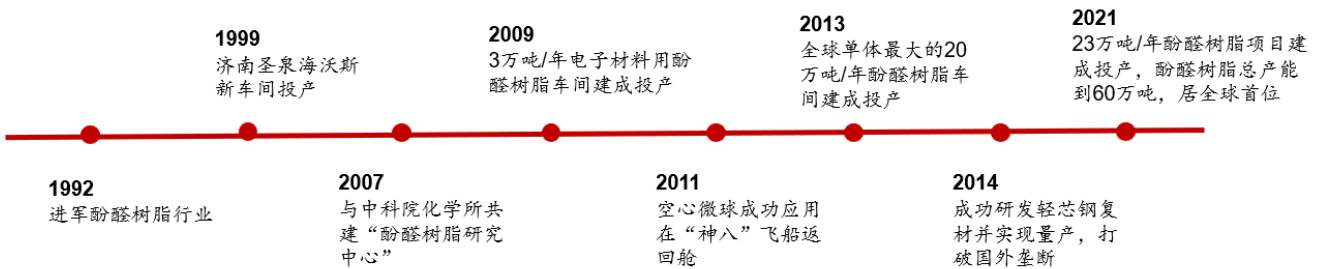 1999
济南圣泉海沃斯
新车间投产
2009
3万吨/年电子材料用酚
醛树脂车间建成投产
2013
全球单体最大的20
万吨/年酚醛树脂车
间建成投产
2021
23万吨/年酚醛树脂项目建
成投产，酚醛树脂总产能
到60万吨，居全球首位
1992
进军酚醛树脂行业
2007
与中科院化学所共
建“酚醛树脂研究
中心”
2011
空心微球成功应用
在“神八”飞船返
回舱
2014
成功研发轻芯钢复
材并实现量产，打
破国外垄断